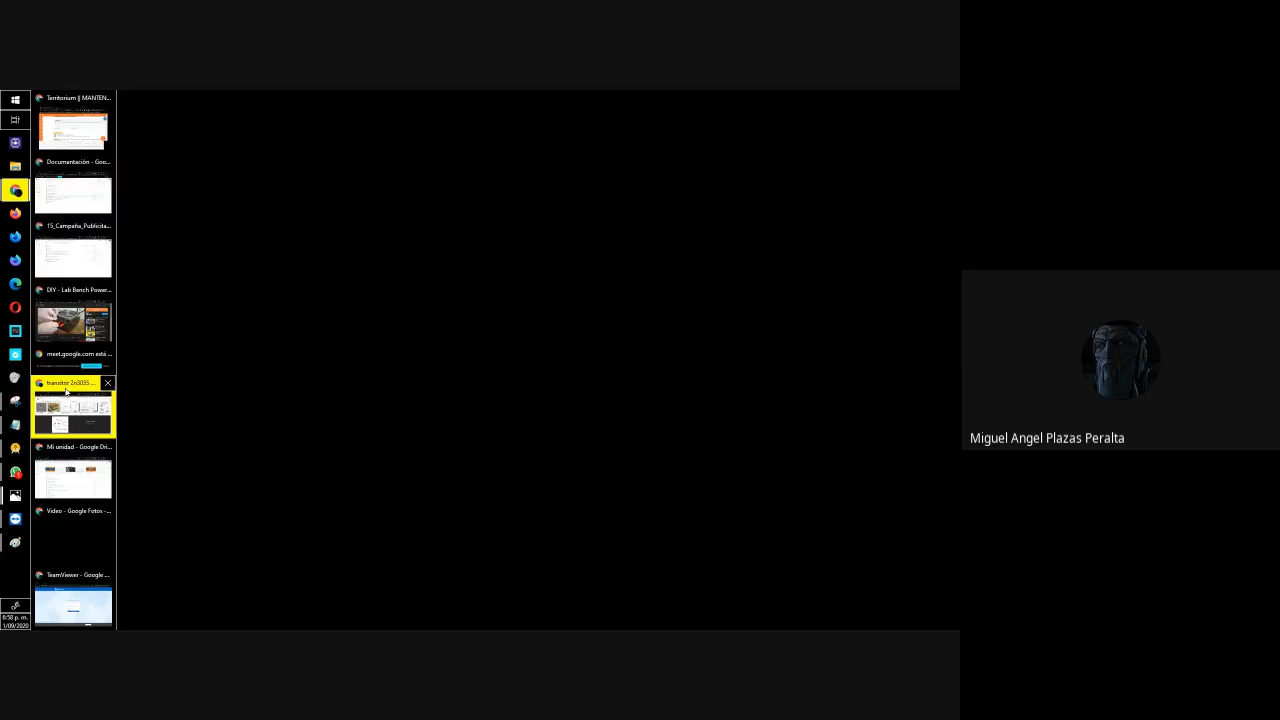 Territorium || MANTEN...
Documentación - Goo...
15_Campaña_Publicita...
DIY - Lab Bench Power...
meet.google.com está ...
transitor 2n3055 ...
Mi unidad - Google Dri...
Video - Google Fotos -...
TeamViewer - Google ...
6:58 p. m.
1/09/2020
Miguel Angel Plazas Peralta